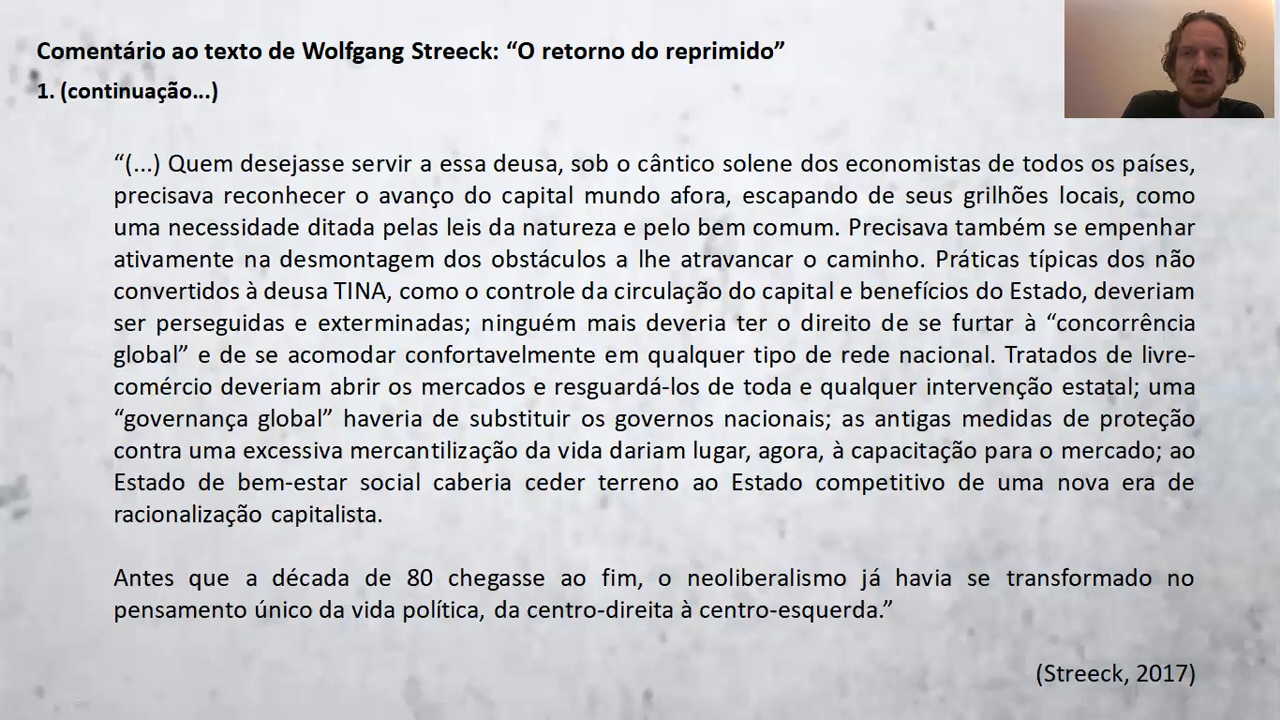 Comentário ao texto de Wolfgang Streeck: “O retorno do reprimido”
1. (continuação...)
“(...) Quem desejasse servir a essa deusa, sob o cântico solene dos economistas de todos os países,
precisava reconhecer o avanço do capital mundo afora, escapando de seus grilhões locais, como
uma necessidade ditada pelas leis da natureza e pelo bem comum. Precisava também se empenhar
ativamente na desmontagem dos obstáculos a lhe atravancar o caminho. Práticas típicas dos não
convertidos à deusa TINA, como o controle da circulação do capital e benefícios do Estado, deveriam
ser perseguidas e exterminadas; ninguém mais deveria ter o direito de se furtar à “concorrência
global” e de se acomodar confortavelmente em qualquer tipo de rede nacional. Tratados de livre-
comércio deveriam abrir os mercados e resguardá-los de toda e qualquer intervenção estatal; uma
“governança global” haveria de substituir os governos nacionais; as antigas medidas de proteção
contra uma excessiva mercantilização da vida dariam lugar, agora, à capacitação para o mercado; ao
Estado de bem-estar social caberia ceder terreno ao Estado competitivo de uma nova era de
racionalização capitalista.
Antes que a década de 80 chegasse ao fim, o neoliberalismo já havia se transformado no
pensamento único da vida política, da centro-direita à centro-esquerda.”
(Streeck, 2017)